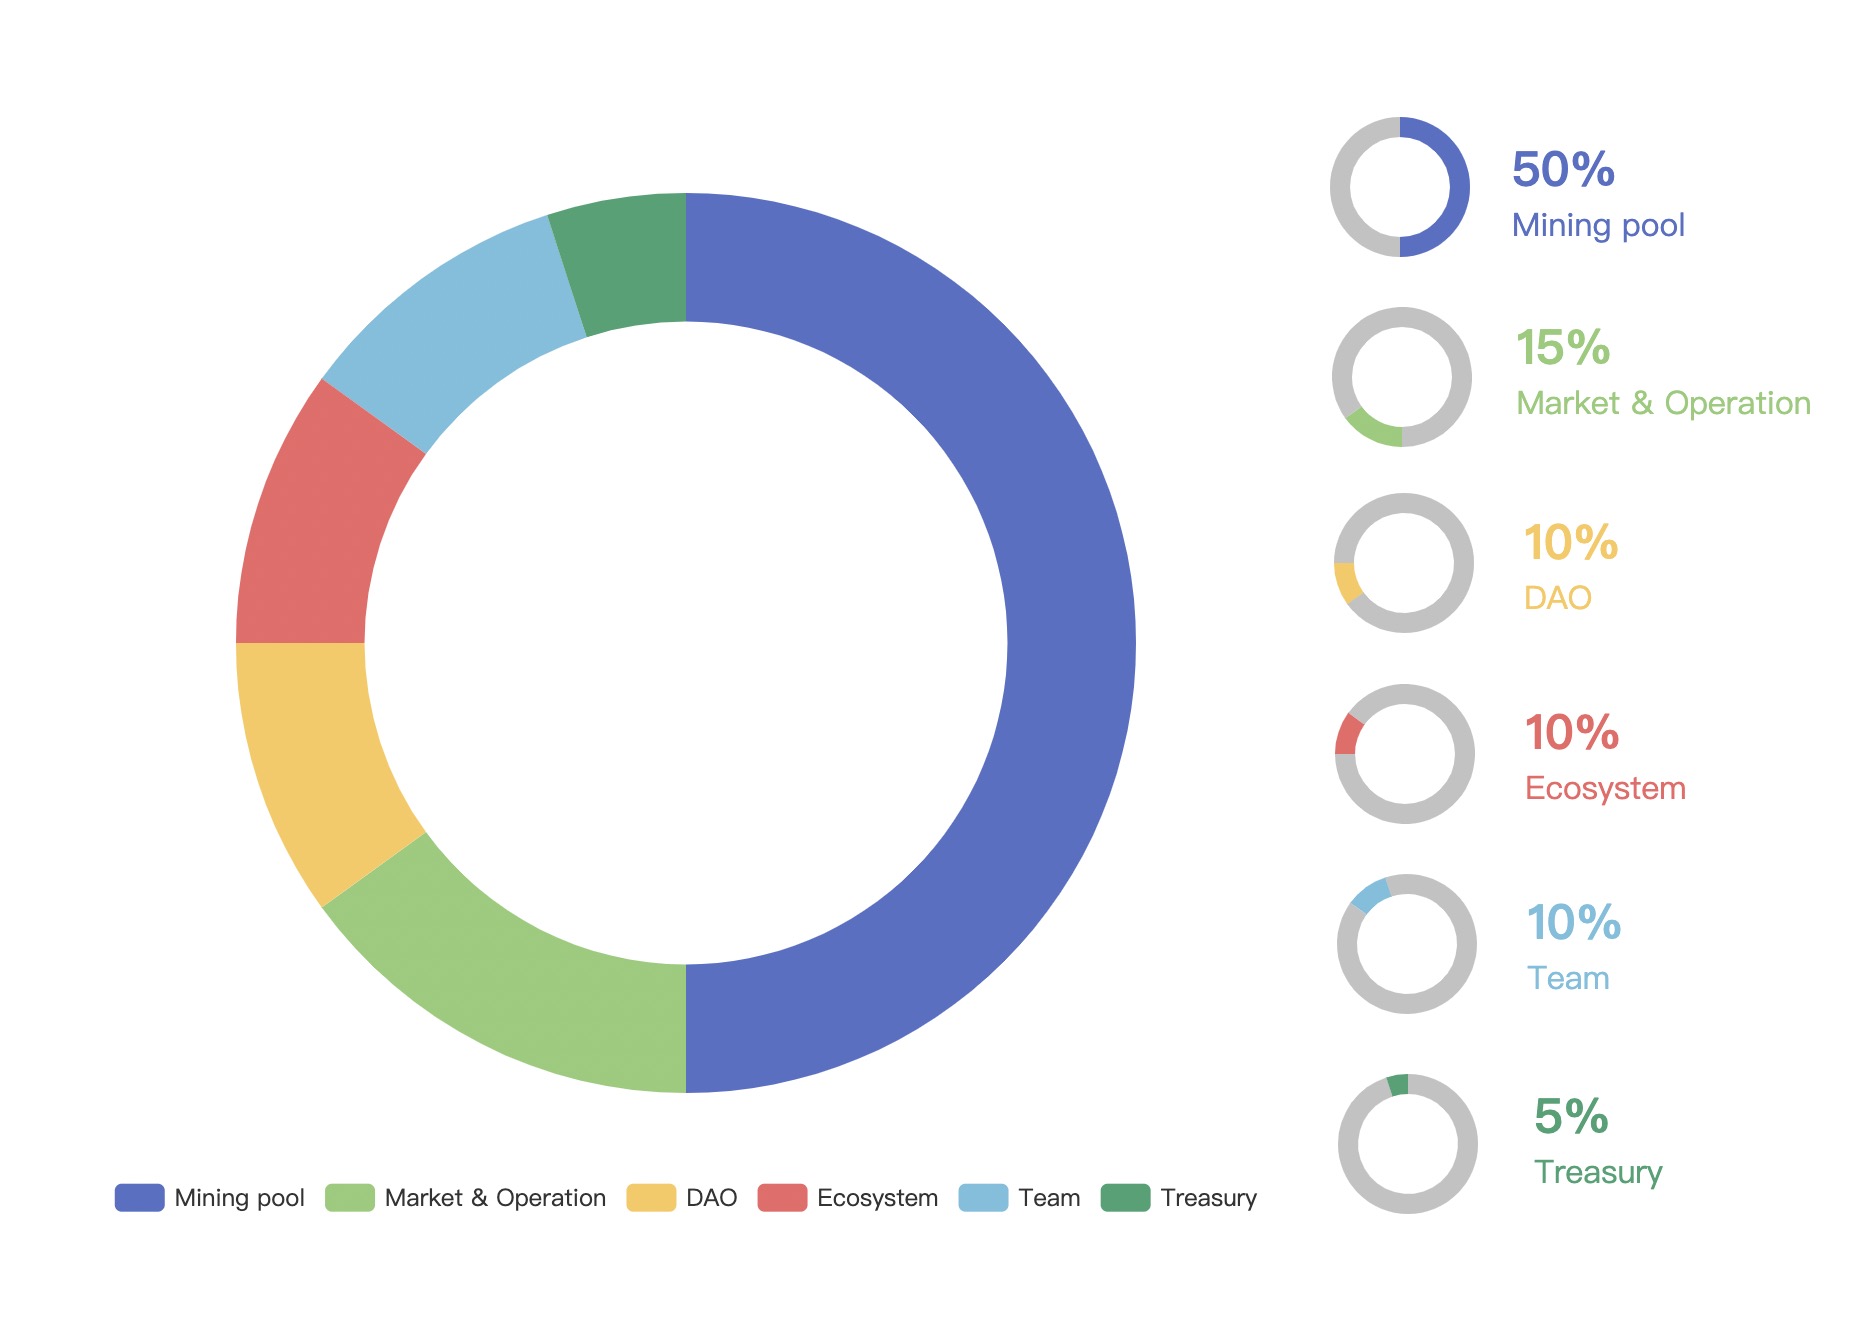 50%
Mining pool
15%
Market & Operation
10%
DAO
10%
Ecosystem
10%
Team
5%
Treasury
Mining pool Market & Operation DAO Ecosystem Team Treasury